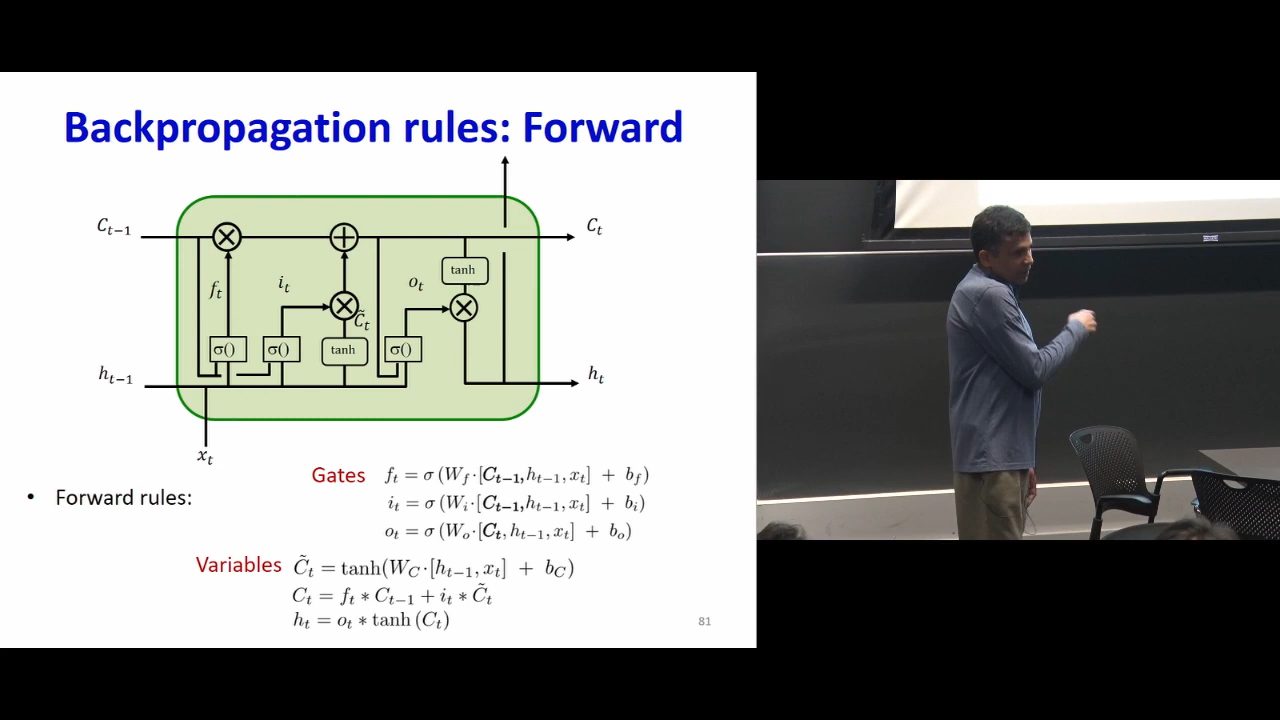 Backpropagation rules: Forward
C_{t-1}
C_t
tanh
f_t
i_t
o_t
C̃_t
σ()
σ()
tanh
σ()
h_{t-1}
h_t
x_t
Gates f_t = σ (W_f·[C_{t-1},h_{t-1},x_t] + b_f)
• Forward rules:
i_t = σ (W_i·[C_{t-1},h_{t-1},x_t] + b_i)
o_t = σ (W_o·[C_t,h_{t-1},x_t] + b_o)
Variables C̃_t = tanh(W_C·[h_{t-1},x_t] + b_C)
C_t = f_t * C_{t-1} + i_t * C̃_t
h_t = o_t * tanh (C_t)
81